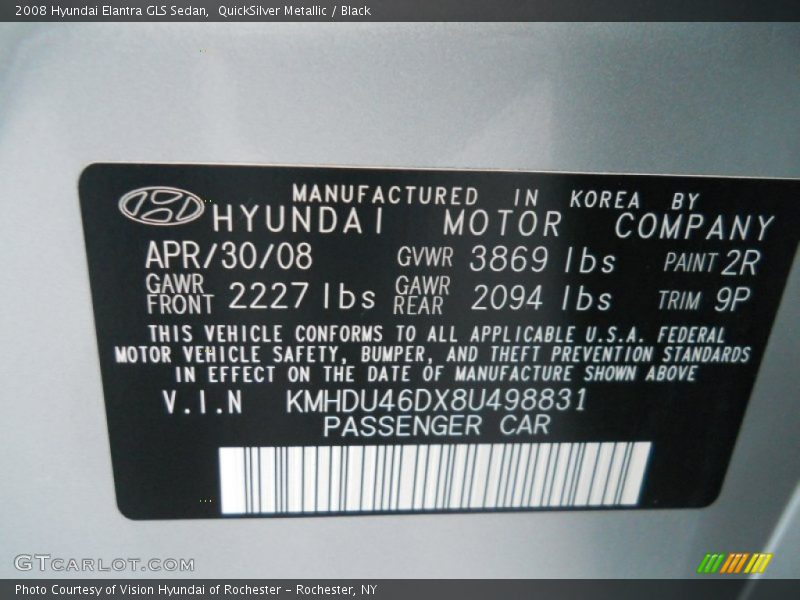 2008 Hyundai Elantra GLS Sedan, QuickSilver Metallic / Black
MANUFACTURED IN KOREA BY
HYUNDAI MOTOR COMPANY
APR/30/08 GVWR 3869 lbs PAINT 2R
GAWR FRONT 2227 lbs GAWR REAR 2094 lbs TRIM 9P
THIS VEHICLE CONFORMS TO ALL APPLICABLE U.S.A. FEDERAL
MOTOR VEHICLE SAFETY, BUMPER, AND THEFT PREVENTION STANDARDS
IN EFFECT ON THE DATE OF MANUFACTURE SHOWN ABOVE
V.I.N KMHDU46DX8U498831
PASSENGER CAR
GTCARLOT.COM
Photo Courtesy of Vision Hyundai of Rochester - Rochester, NY